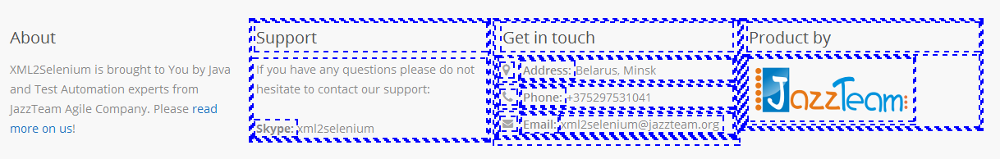 About
XML2Selenium is brought to You by Java
and Test Automation experts from
JazzTeam Agile Company. Please read
more on us!
Support
If you have any questions please do not
hesitate to contact our support:
Skype: xml2selenium
Get in touch
Address: Belarus, Minsk
Phone: +375297531041
Email: xml2selenium@jazzteam.org
Product by
JazzTeam